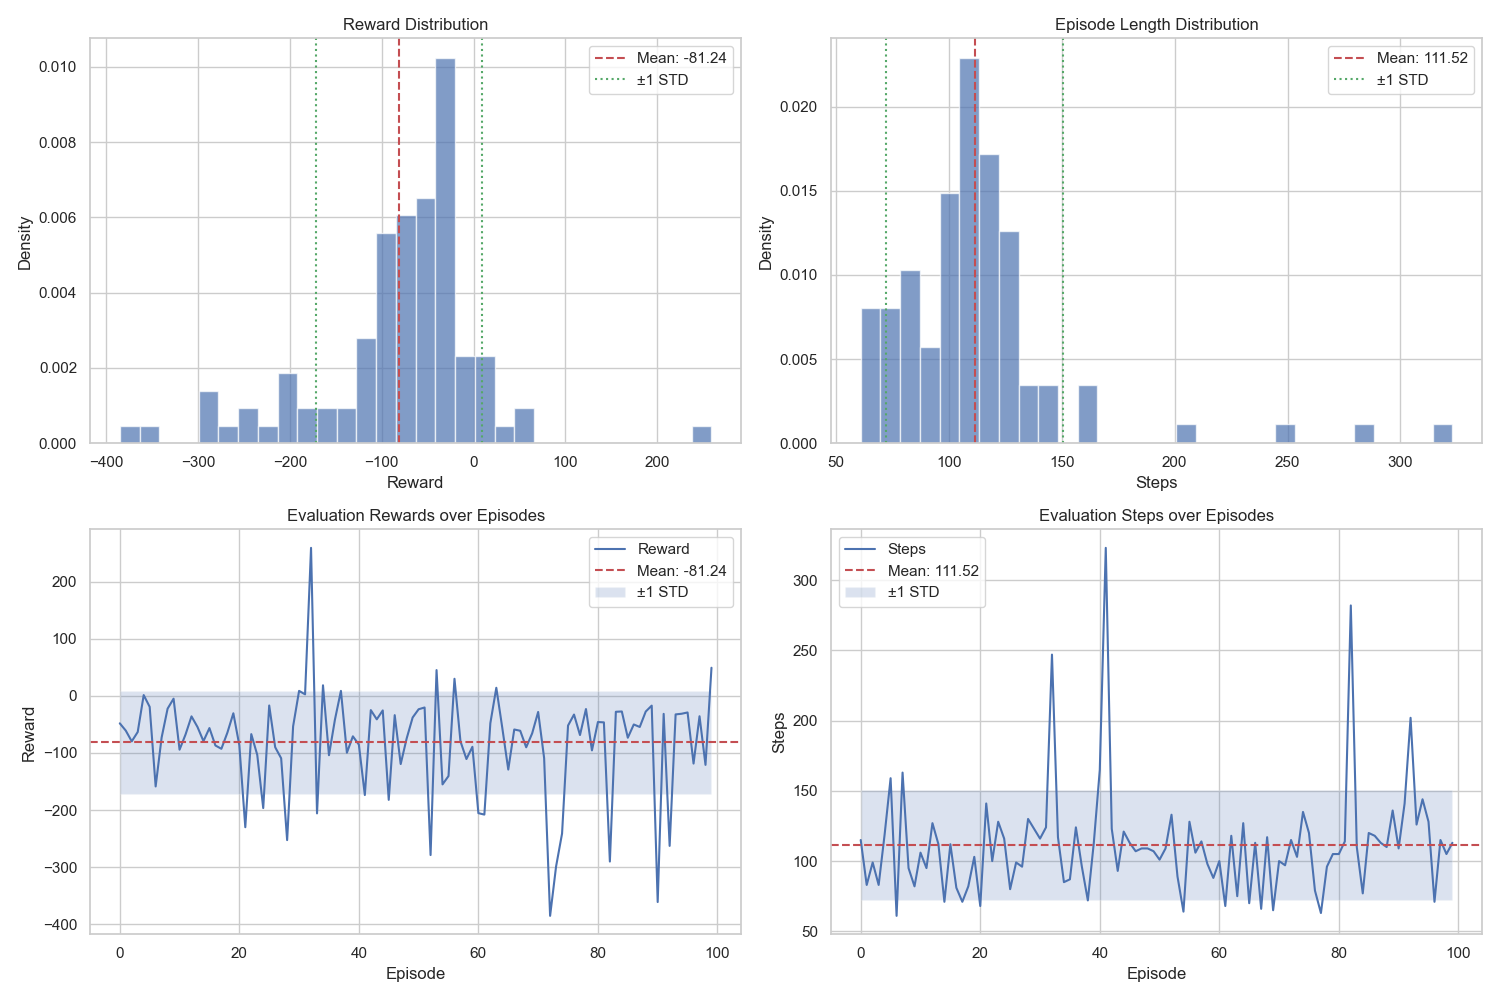 Reward Distribution
Mean: -81.24
±1 STD
0.010
0.008
0.006
0.004
0.002
0.000
Density
−400 −300 −200 −100 0 100 200
Reward
Episode Length Distribution
Mean: 111.52
±1 STD
0.020
0.015
0.010
0.005
0.000
Density
50 100 150 200 250 300
Steps
Evaluation Rewards over Episodes
Reward
Mean: -81.24
±1 STD
200
100
0
−100
−200
−300
−400
Reward
0 20 40 60 80 100
Episode
Evaluation Steps over Episodes
Steps
Mean: 111.52
±1 STD
300
250
200
150
100
50
Steps
0 20 40 60 80 100
Episode